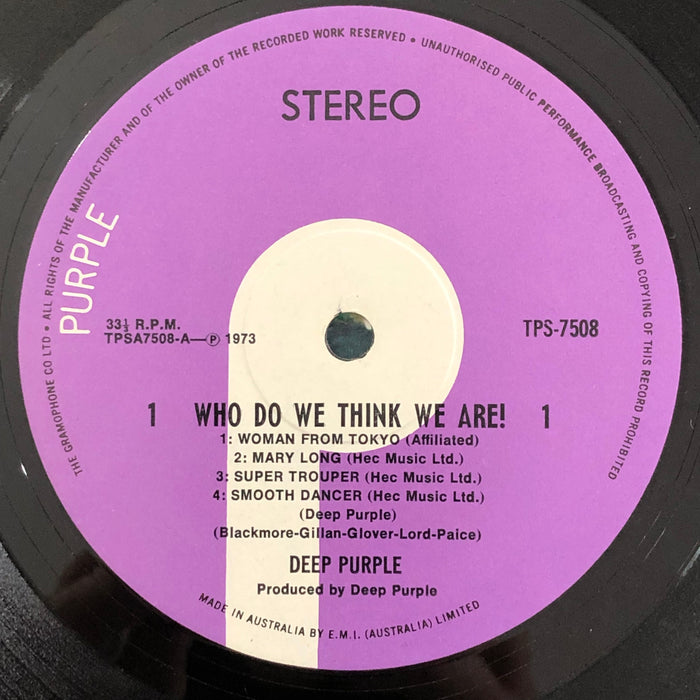 THE GRAMOPHONE CO LTD • ALL RIGHTS OF THE MANUFACTURER AND OF THE OWNER OF THE RECORDED WORK RESERVED • UNAUTHORISED PUBLIC PERFORMANCE BROADCASTING AND COPYING OF THIS RECORD PROHIBITED
STEREO
PURPLE
33⅓ R.P.M.
TPSA7508-A—Ⓟ 1973
TPS-7508
1 WHO DO WE THINK WE ARE! 1
1: WOMAN FROM TOKYO (Affiliated)
2: MARY LONG (Hec Music Ltd.)
3: SUPER TROUPER (Hec Music Ltd.)
4: SMOOTH DANCER (Hec Music Ltd.)
(Deep Purple)
(Blackmore-Gillan-Glover-Lord-Paice)
DEEP PURPLE
Produced by Deep Purple
MADE IN AUSTRALIA BY E.M.I. (AUSTRALIA) LIMITED